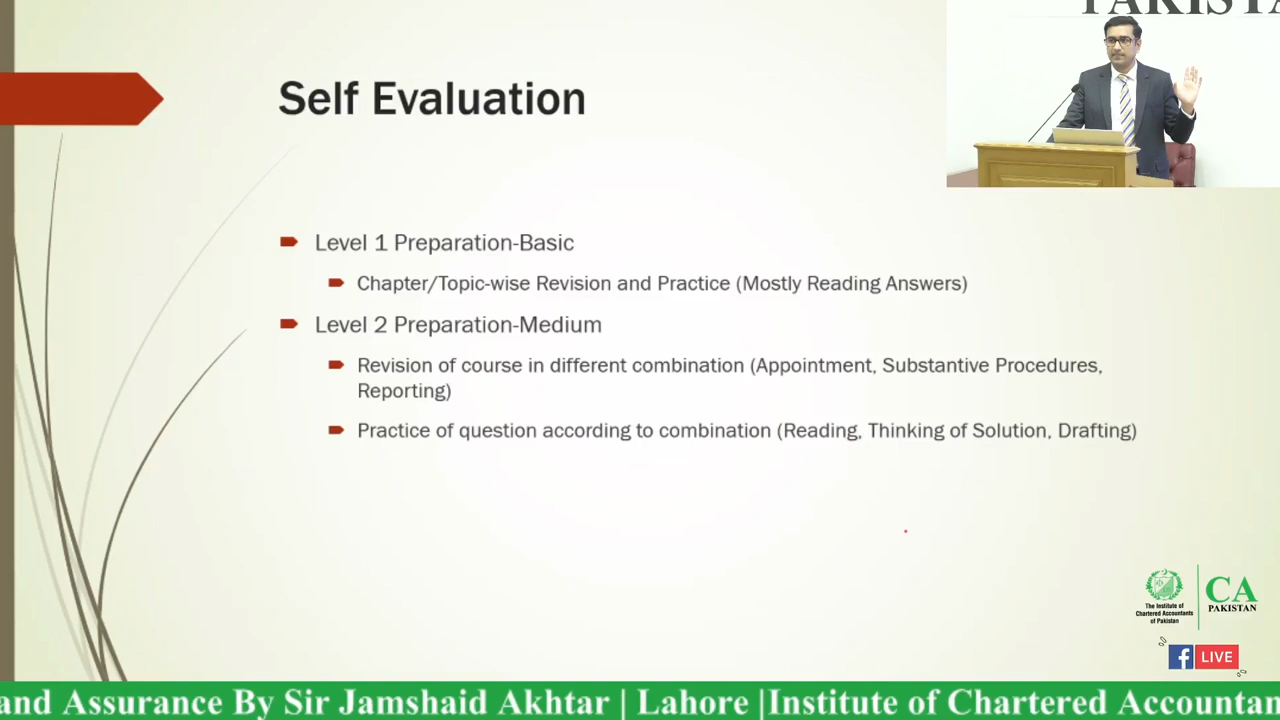 PAKISTA
Self Evaluation
Level 1 Preparation-Basic
Chapter/Topic-wise Revision and Practice (Mostly Reading Answers)
Level 2 Preparation-Medium
Revision of course in different combination (Appointment, Substantive Procedures,
Reporting)
Practice of question according to combination (Reading, Thinking of Solution, Drafting)
The Institute of
Chartered Accountants
of Pakistan
CA
PAKISTAN
f LIVE
and Assurance By Sir Jamshaid Akhtar | Lahore |Institute of Chartered Accountan